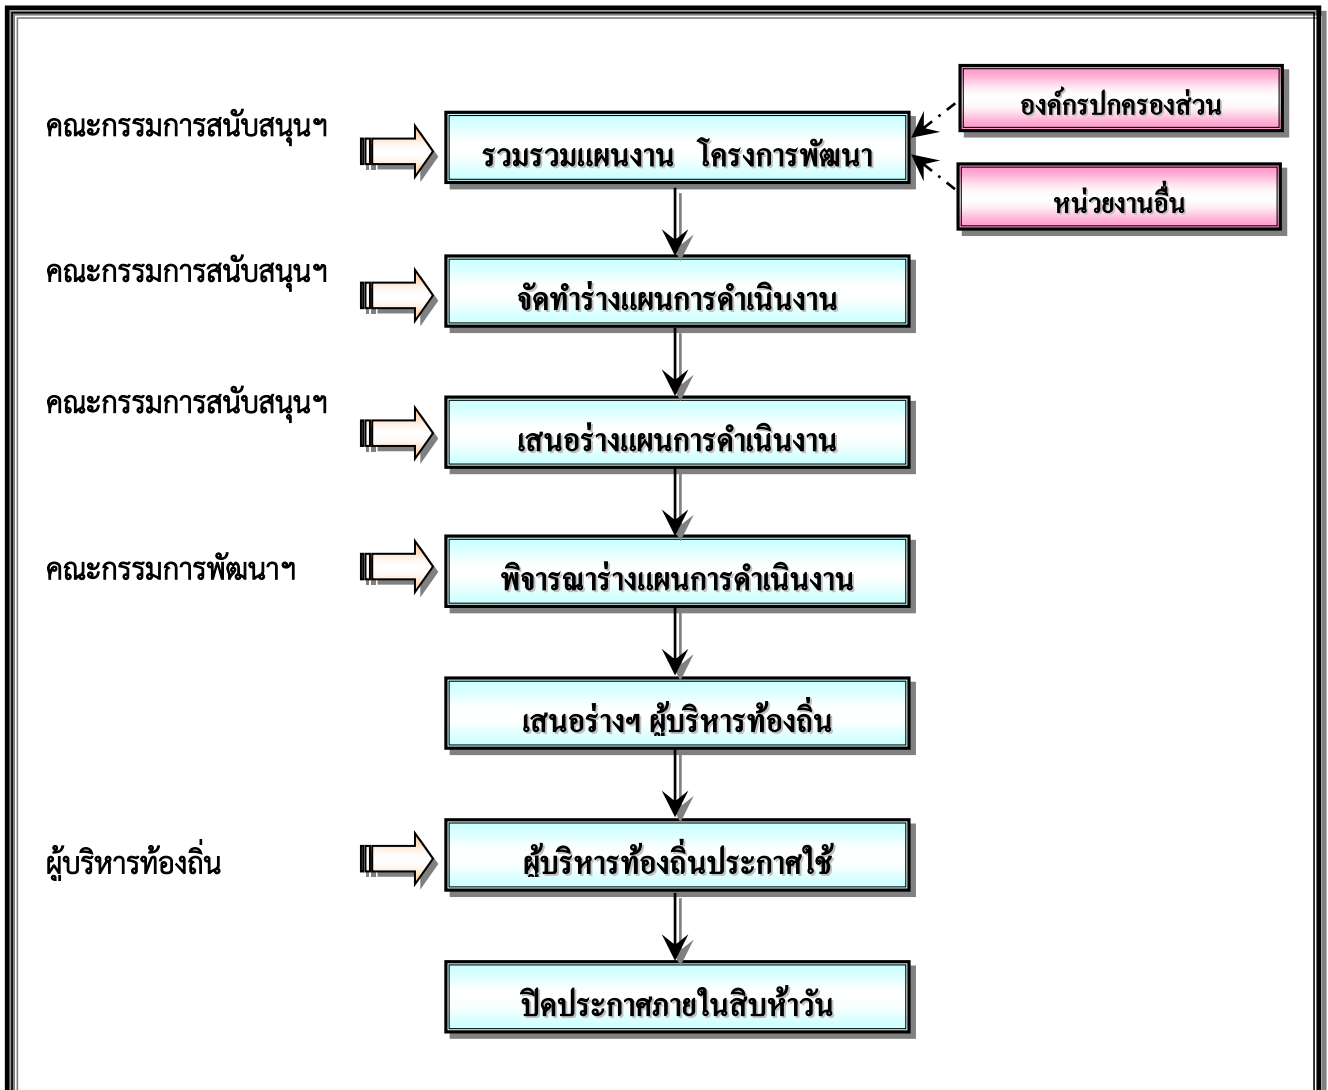 องค์กรปกครองส่วน
คณะกรรมการสนับสนุนฯ
รวมรวมแผนงาน โครงการพัฒนา
หน่วยงานอื่น
คณะกรรมการสนับสนุนฯ
จัดทำร่างแผนการดำเนินงาน
คณะกรรมการสนับสนุนฯ
เสนอร่างแผนการดำเนินงาน
คณะกรรมการพัฒนาฯ
พิจารณาร่างแผนการดำเนินงาน
เสนอร่างฯ ผู้บริหารท้องถิ่น
ผู้บริหารท้องถิ่น
ผู้บริหารท้องถิ่นประกาศใช้
ปิดประกาศภายในสิบห้าวัน